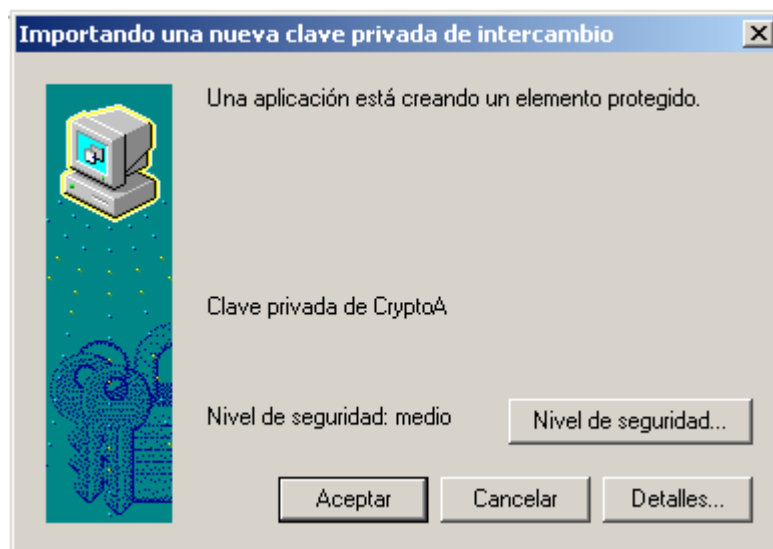 Importando una nueva clave privada de intercambio
Una aplicación está creando un elemento protegido.
Clave privada de CryptoA
Nivel de seguridad: medio
Nivel de seguridad...
Aceptar
Cancelar
Detalles...